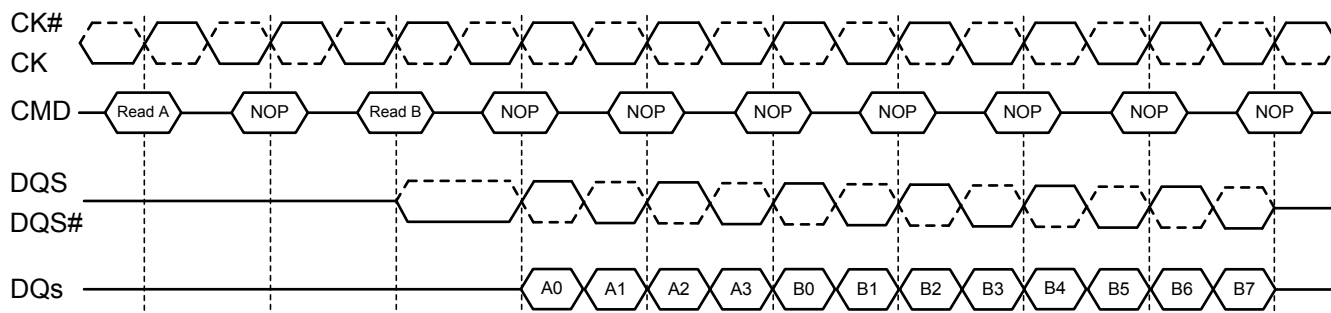 CK#
CK
CMD Read A NOP Read B NOP NOP NOP NOP NOP NOP NOP
DQS
DQS#
DQs A0 A1 A2 A3 B0 B1 B2 B3 B4 B5 B6 B7